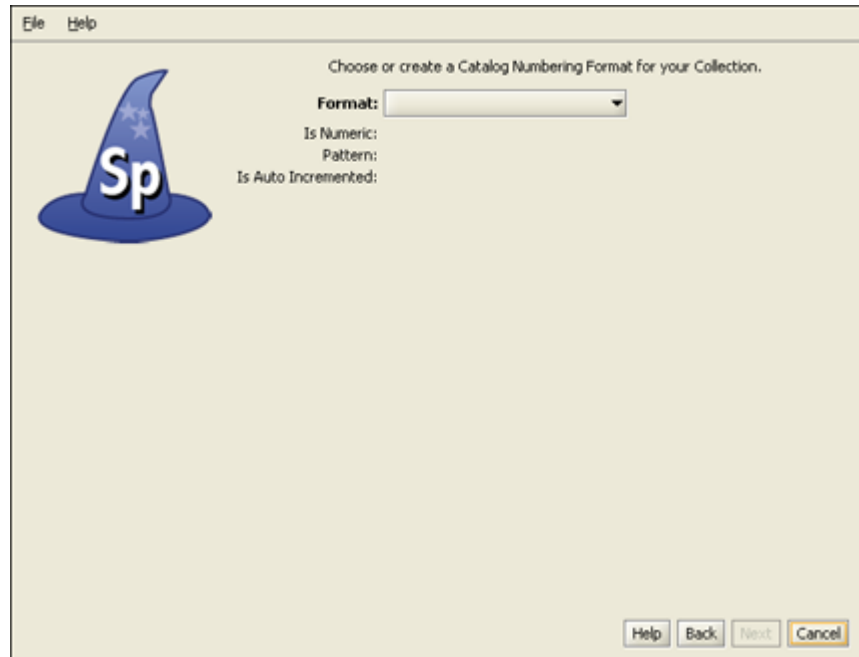 File Help
Choose or create a Catalog Numbering Format for your Collection.
Sp
Format:
Is Numeric:
Pattern:
Is Auto Incremented:
Help Back Next Cancel